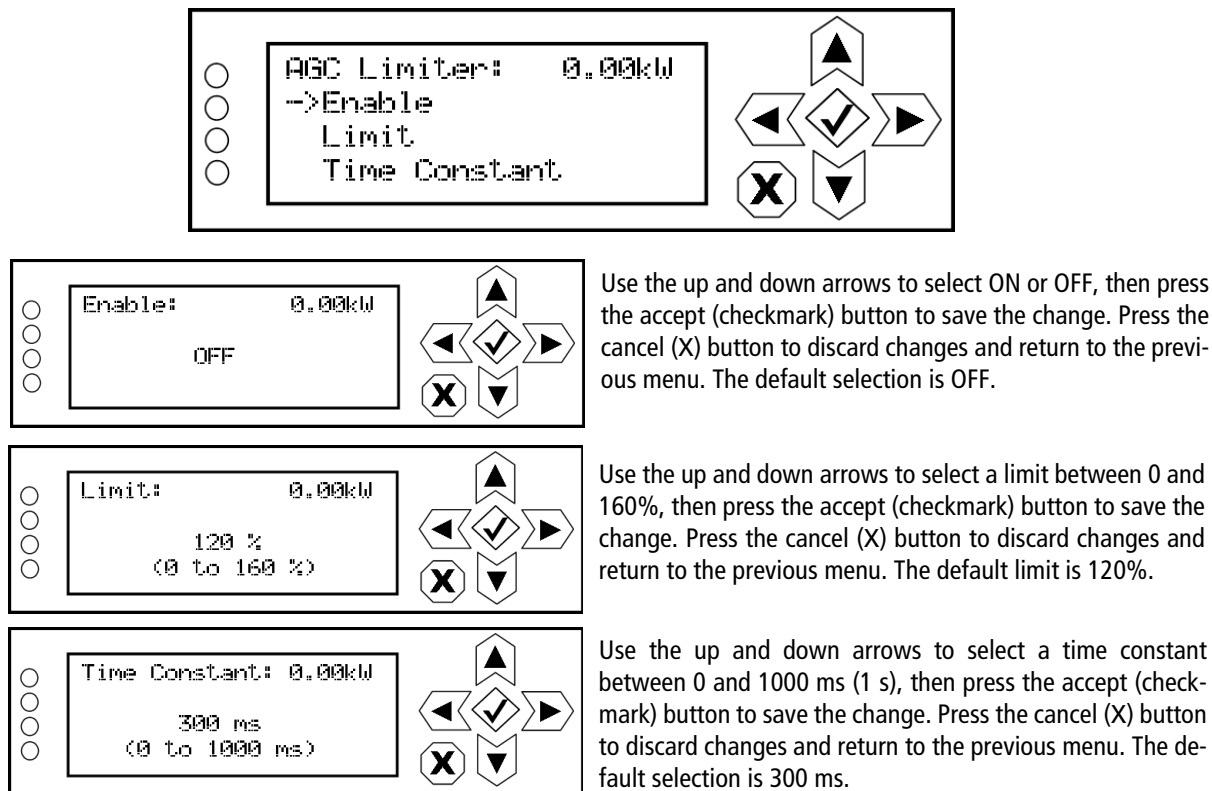 AGC Limiter: 0.00kW
->Enable
Limit
Time Constant
X
Enable: 0.00kW
OFF
X
Use the up and down arrows to select ON or OFF, then press
the accept (checkmark) button to save the change. Press the
cancel (X) button to discard changes and return to the previ-
ous menu. The default selection is OFF.
Limit: 0.00kW
120 %
(0 to 160 %)
X
Use the up and down arrows to select a limit between 0 and
160%, then press the accept (checkmark) button to save the
change. Press the cancel (X) button to discard changes and
return to the previous menu. The default limit is 120%.
Time Constant: 0.00kW
300 ms
(0 to 1000 ms)
X
Use the up and down arrows to select a time constant
between 0 and 1000 ms (1 s), then press the accept (check-
mark) button to save the change. Press the cancel (X) button
to discard changes and return to the previous menu. The de-
fault selection is 300 ms.